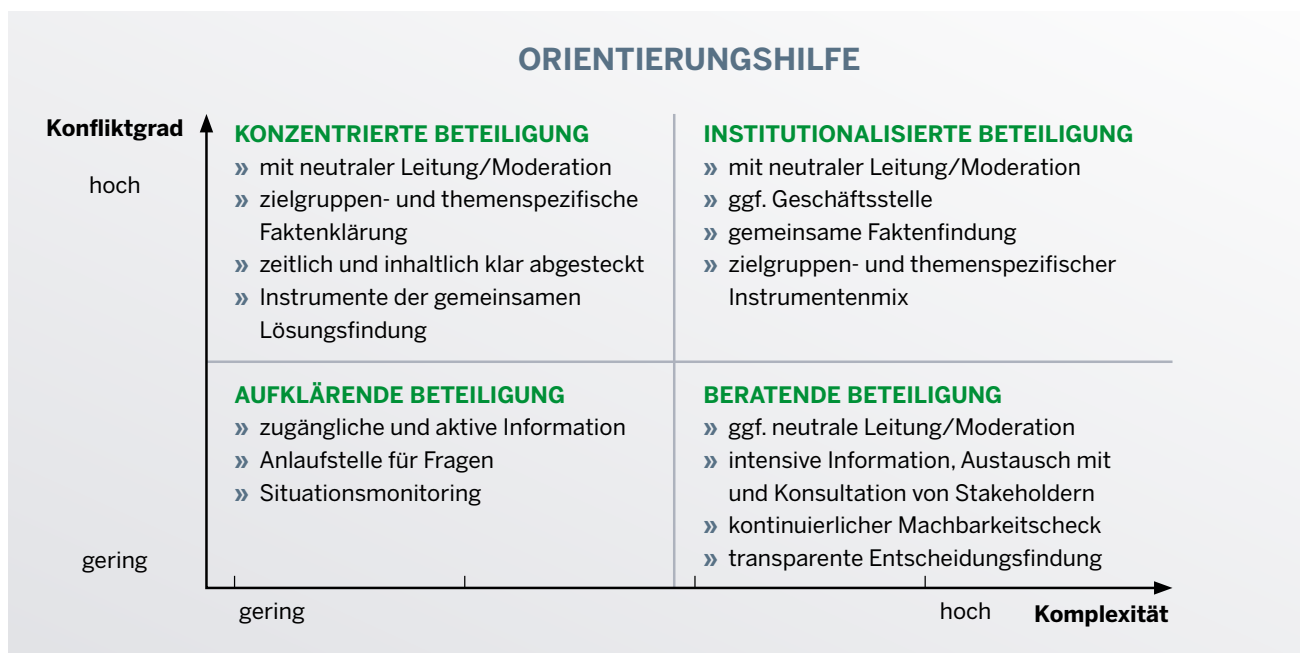 ORIENTIERUNGSHILFE
Konfliktgrad
hoch
KONZENTRIERTE BETEILIGUNG
» mit neutraler Leitung/Moderation
» zielgruppen- und themenspezifische
Faktenklärung
» zeitlich und inhaltlich klar abgesteckt
» Instrumente der gemeinsamen
Lösungsfindung
INSTITUTIONALISIERTE BETEILIGUNG
» mit neutraler Leitung/Moderation
» ggf. Geschäftsstelle
» gemeinsame Faktenfindung
» zielgruppen- und themenspezifischer
Instrumentenmix
AUFKLÄRENDE BETEILIGUNG
» zugängliche und aktive Information
» Anlaufstelle für Fragen
» Situationsmonitoring
BERATENDE BETEILIGUNG
» ggf. neutrale Leitung/Moderation
» intensive Information, Austausch mit
und Konsultation von Stakeholdern
» kontinuierlicher Machbarkeitscheck
» transparente Entscheidungsfindung
gering
gering
hoch
Komplexität